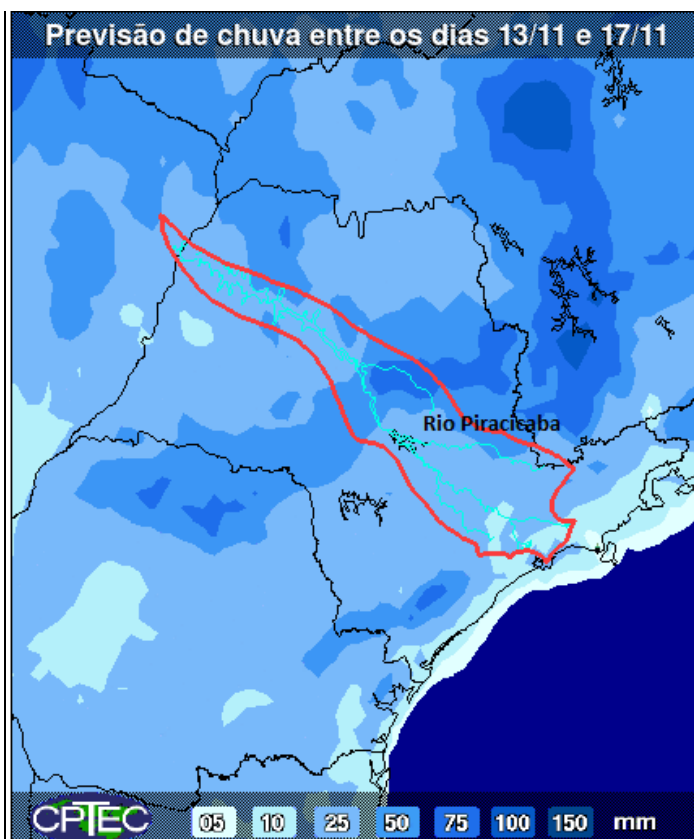 Previsão de chuva entre os dias 13/11 e 17/11
Rio Piracicaba
CPTEC 05 10 25 50 75 100 150 mm